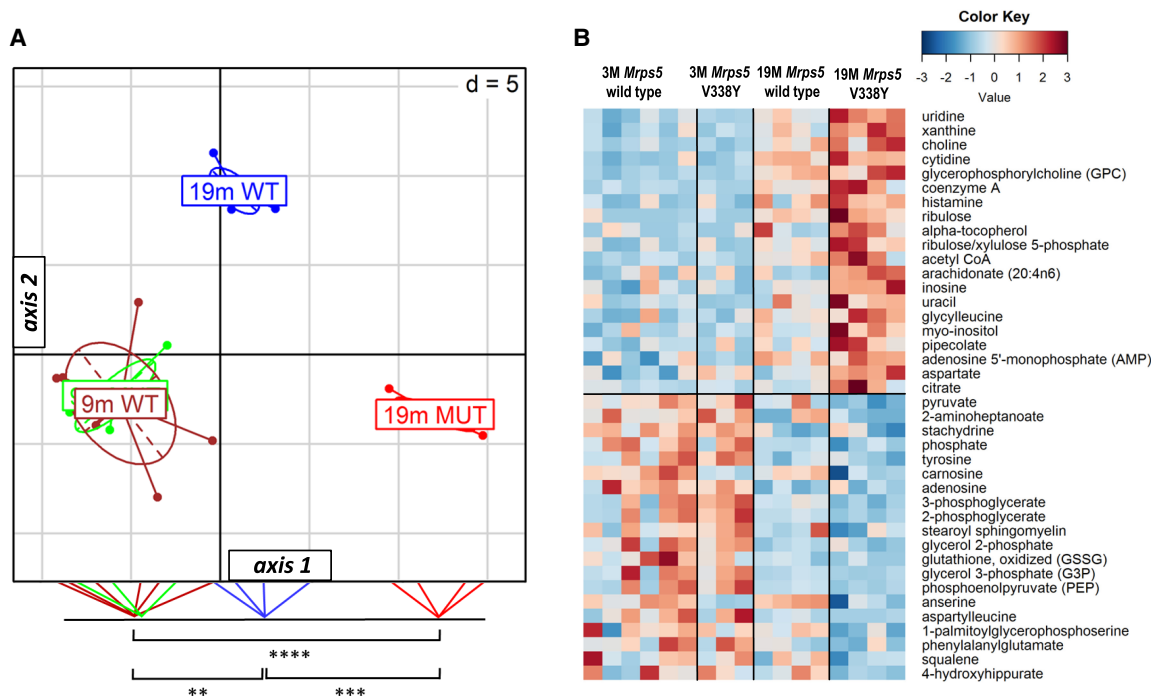 A
d = 5
19m WT
axis 2
9m WT
19m MUT
axis 1
****
**
***
B
Color Key
-3 -2 -1 0 1 2 3
Value
3M Mrps5 wild type
3M Mrps5 V338Y
19M Mrps5 wild type
19M Mrps5 V338Y
uridine
xanthine
choline
cytidine
glycerophosphorylcholine (GPC)
coenzyme A
histamine
ribulose
alpha-tocopherol
ribulose/xylulose 5-phosphate
acetyl CoA
arachidonate (20:4n6)
inosine
uracil
glycylleucine
myo-inositol
pipecolate
adenosine 5'-monophosphate (AMP)
aspartate
citrate
pyruvate
2-aminoheptanoate
stachydrine
phosphate
tyrosine
carnosine
adenosine
3-phosphoglycerate
2-phosphoglycerate
stearoyl sphingomyelin
glycerol 2-phosphate
glutathione, oxidized (GSSG)
glycerol 3-phosphate (G3P)
phosphoenolpyruvate (PEP)
anserine
aspartylleucine
1-palmitoylglycerophosphoserine
phenylalanylglutamate
squalene
4-hydroxyhippurate